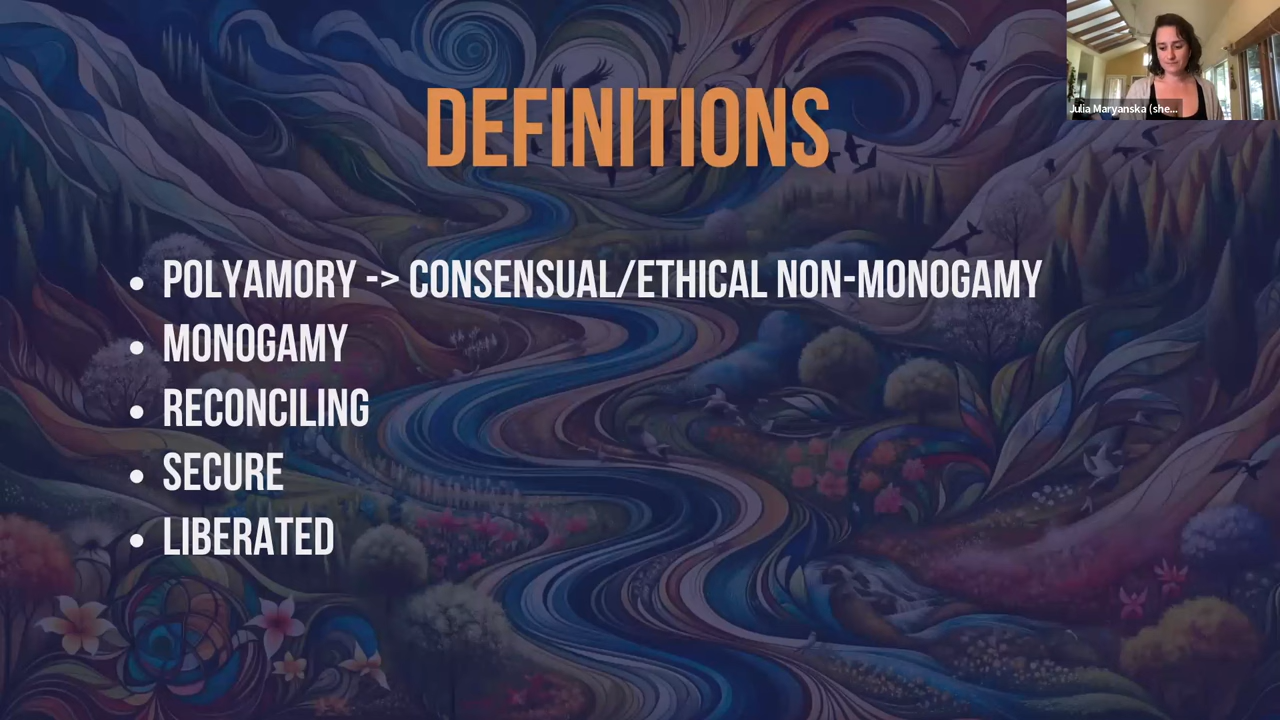 DEFINITIONS
• POLYAMORY -> CONSENSUAL/ETHICAL NON-MONOGAMY
• MONOGAMY
• RECONCILING
• SECURE
• LIBERATED
Julia Maryanska (she...